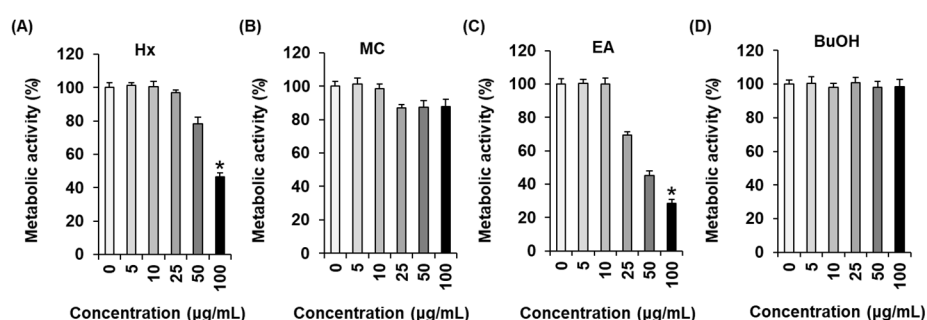 (A)
Hx
Metabolic activity (%)
120
100
80
60
40
20
0
*
0 5 10 25 50 100
Concentration (µg/mL)
(B)
MC
Metabolic activity (%)
120
100
80
60
40
20
0
0 5 10 25 50 100
Concentration (µg/mL)
(C)
EA
Metabolic activity (%)
120
100
80
60
40
20
0
*
0 5 10 25 50 100
Concentration (µg/mL)
(D)
BuOH
Metabolic activity (%)
120
100
80
60
40
20
0
0 5 10 25 50 100
Concentration (µg/mL)